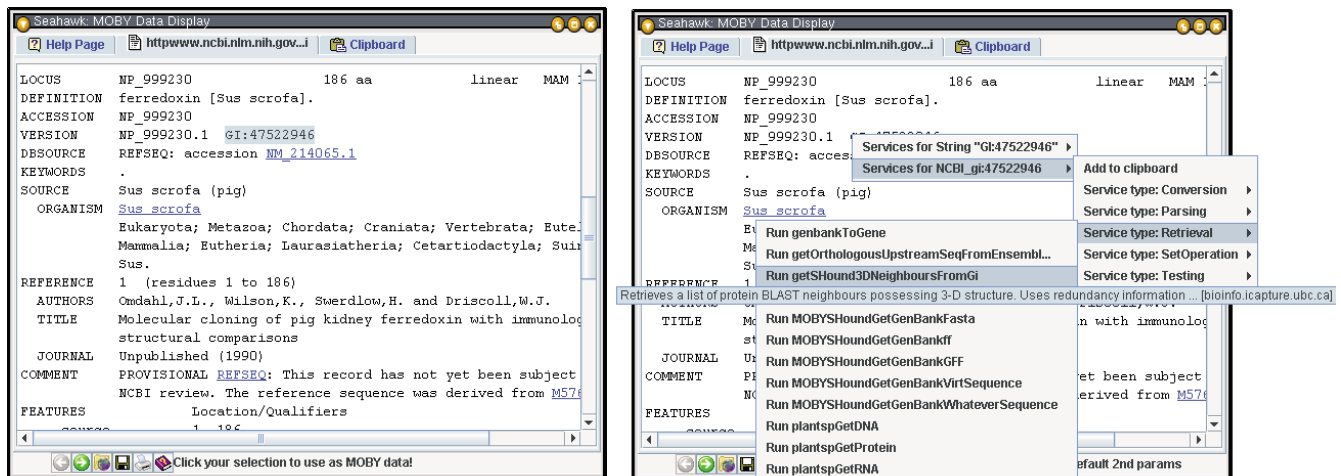 Seahawk: MOBY Data Display
Help Page
httpwww.ncbi.nlm.nih.gov...i
Clipboard
LOCUS NP_999230 186 aa linear MAM
DEFINITION ferredoxin [Sus scrofa].
ACCESSION NP_999230
VERSION NP_999230.1 GI:47522946
DBSOURCE REFSEQ: accession NM_214065.1
KEYWORDS .
SOURCE Sus scrofa (pig)
ORGANISM Sus scrofa
Eukaryota; Metazoa; Chordata; Craniata; Vertebrata; Eutel
Mammalia; Eutheria; Laurasiatheria; Cetartiodactyla; Suin
Sus.
REFERENCE 1 (residues 1 to 186)
AUTHORS Omdahl,J.L., Wilson,K., Swerdlow,H. and Driscoll,W.J.
TITLE Molecular cloning of pig kidney ferredoxin with immunolog
structural comparisons
JOURNAL Unpublished (1990)
COMMENT PROVISIONAL REFSEQ: This record has not yet been subject
NCBI review. The reference sequence was derived from M576
FEATURES Location/Qualifiers
source 1..186
Click your selection to use as MOBY data!
Seahawk: MOBY Data Display
Help Page
httpwww.ncbi.nlm.nih.gov...i
Clipboard
LOCUS NP_999230 186 aa linear MAM
DEFINITION ferredoxin [Sus scrofa].
ACCESSION NP_999230
VERSION NP_999230.1
Services for String "GI:47522946"
DBSOURCE REFSEQ: acces
Services for NCBI_gi:47522946
KEYWORDS .
SOURCE Sus scrofa (pig)
ORGANISM Sus scrofa
Add to clipboard
Service type: Conversion
Service type: Parsing
Service type: Retrieval
Service type: SetOperation
Service type: Testing
Run genbankToGene
Run getOrthologousUpstreamSeqFromEnsembl...
Run getSHound3DNeighboursFromGi
REFERENCE
Retrieves a list of protein BLAST neighbours possessing 3-D structure. Uses redundancy information ... [bioinfo.icapture.ubc.ca]
TITLE
n with immunolog
Run MOBYSHoundGetGenBankFasta
Run MOBYSHoundGetGenBankff
JOURNAL
Run MOBYSHoundGetGenBankGFF
COMMENT
et been subject
Run MOBYSHoundGetGenBankVirtSequence
erived from M576
Run MOBYSHoundGetGenBankWhateverSequence
FEATURES
Run plantspGetDNA
Run plantspGetProtein
Run plantspGetRNA
efault 2nd params